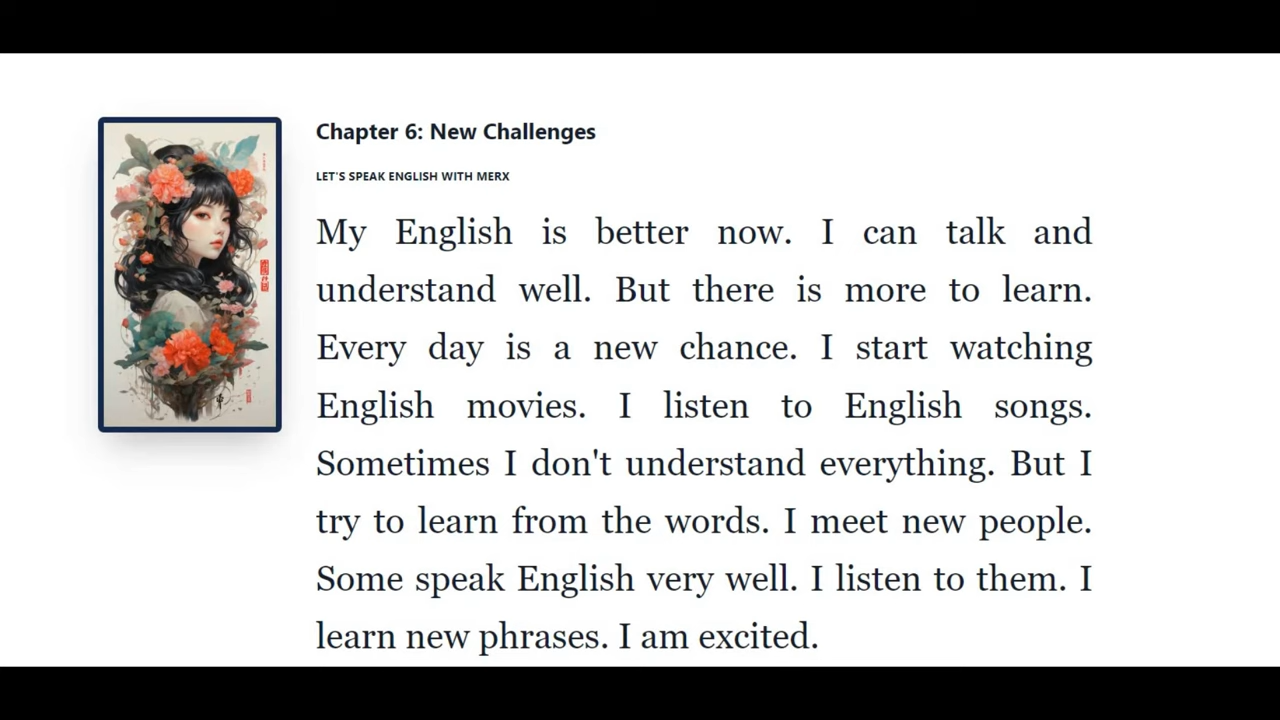 Chapter 6: New Challenges
LET'S SPEAK ENGLISH WITH MERX
My English is better now. I can talk and
understand well. But there is more to learn.
Every day is a new chance. I start watching
English movies. I listen to English songs.
Sometimes I don't understand everything. But I
try to learn from the words. I meet new people.
Some speak English very well. I listen to them. I
learn new phrases. I am excited.